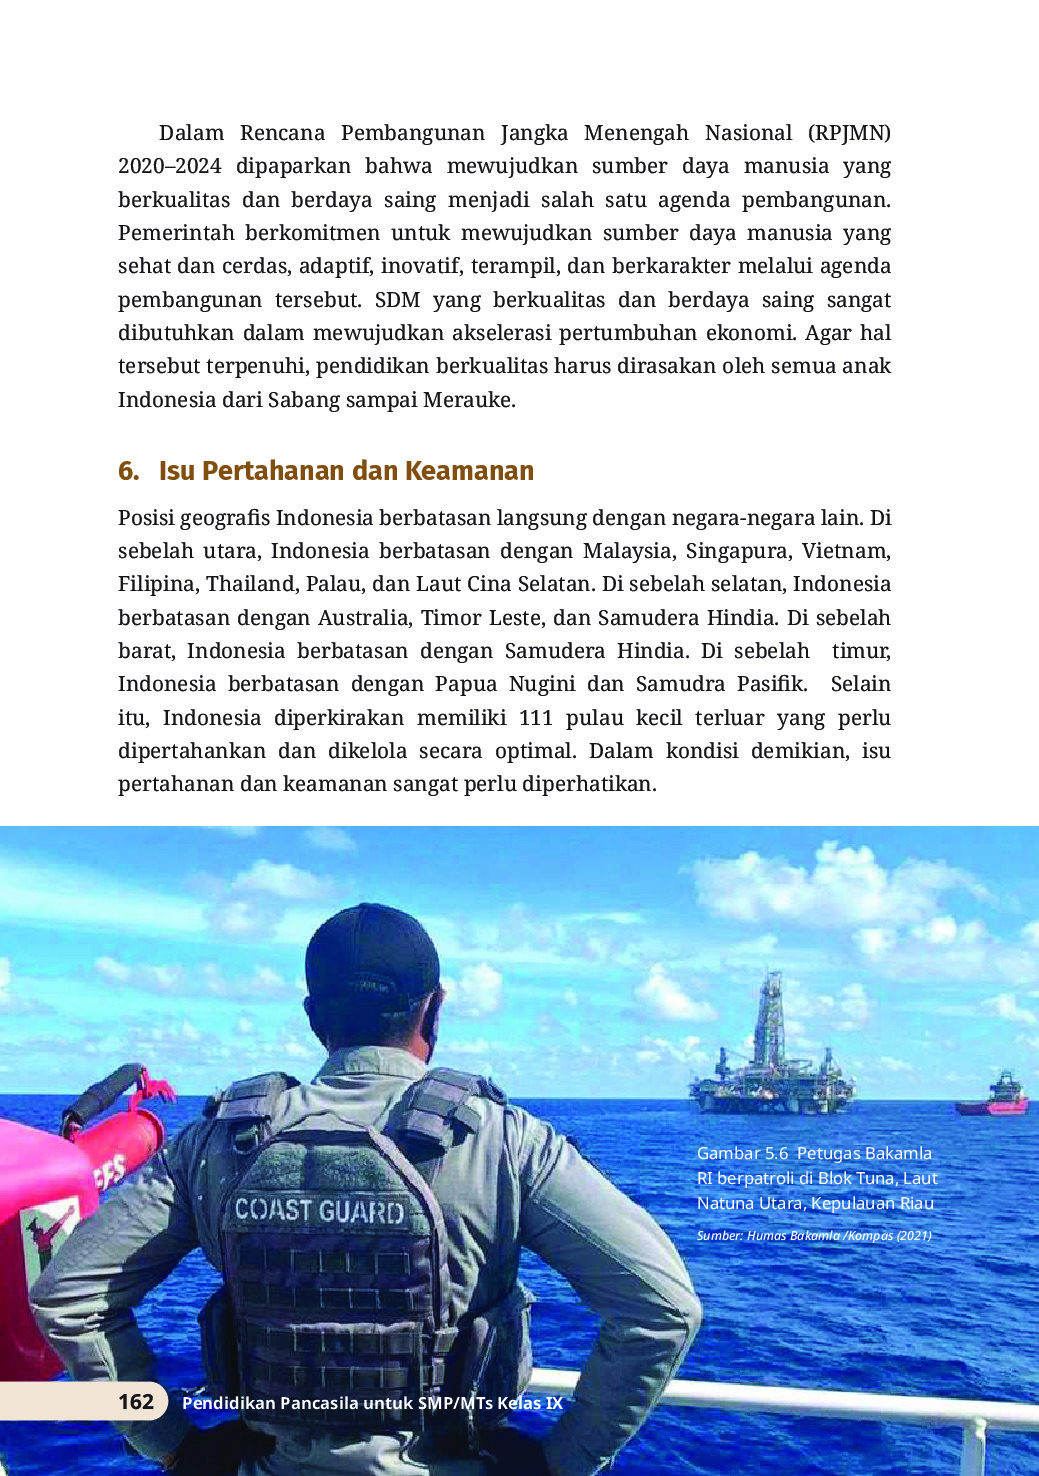 Dalam Rencana Pembangunan Jangka Menengah Nasional (RPJMN)
2020–2024 dipaparkan bahwa mewujudkan sumber daya manusia yang
berkualitas dan berdaya saing menjadi salah satu agenda pembangunan.
Pemerintah berkomitmen untuk mewujudkan sumber daya manusia yang
sehat dan cerdas, adaptif, inovatif, terampil, dan berkarakter melalui agenda
pembangunan tersebut. SDM yang berkualitas dan berdaya saing sangat
dibutuhkan dalam mewujudkan akselerasi pertumbuhan ekonomi. Agar hal
tersebut terpenuhi, pendidikan berkualitas harus dirasakan oleh semua anak
Indonesia dari Sabang sampai Merauke.
6. Isu Pertahanan dan Keamanan
Posisi geografis Indonesia berbatasan langsung dengan negara-negara lain. Di
sebelah utara, Indonesia berbatasan dengan Malaysia, Singapura, Vietnam,
Filipina, Thailand, Palau, dan Laut Cina Selatan. Di sebelah selatan, Indonesia
berbatasan dengan Australia, Timor Leste, dan Samudera Hindia. Di sebelah
barat, Indonesia berbatasan dengan Samudera Hindia. Di sebelah timur,
Indonesia berbatasan dengan Papua Nugini dan Samudra Pasifik. Selain
itu, Indonesia diperkirakan memiliki 111 pulau kecil terluar yang perlu
dipertahankan dan dikelola secara optimal. Dalam kondisi demikian, isu
pertahanan dan keamanan sangat perlu diperhatikan.
COAST GUARD
Gambar 5.6 Petugas Bakamla
RI berpatroli di Blok Tuna, Laut
Natuna Utara, Kepulauan Riau
Sumber: Humas Bakamla /Kompas (2021)
162 Pendidikan Pancasila untuk SMP/MTs Kelas IX